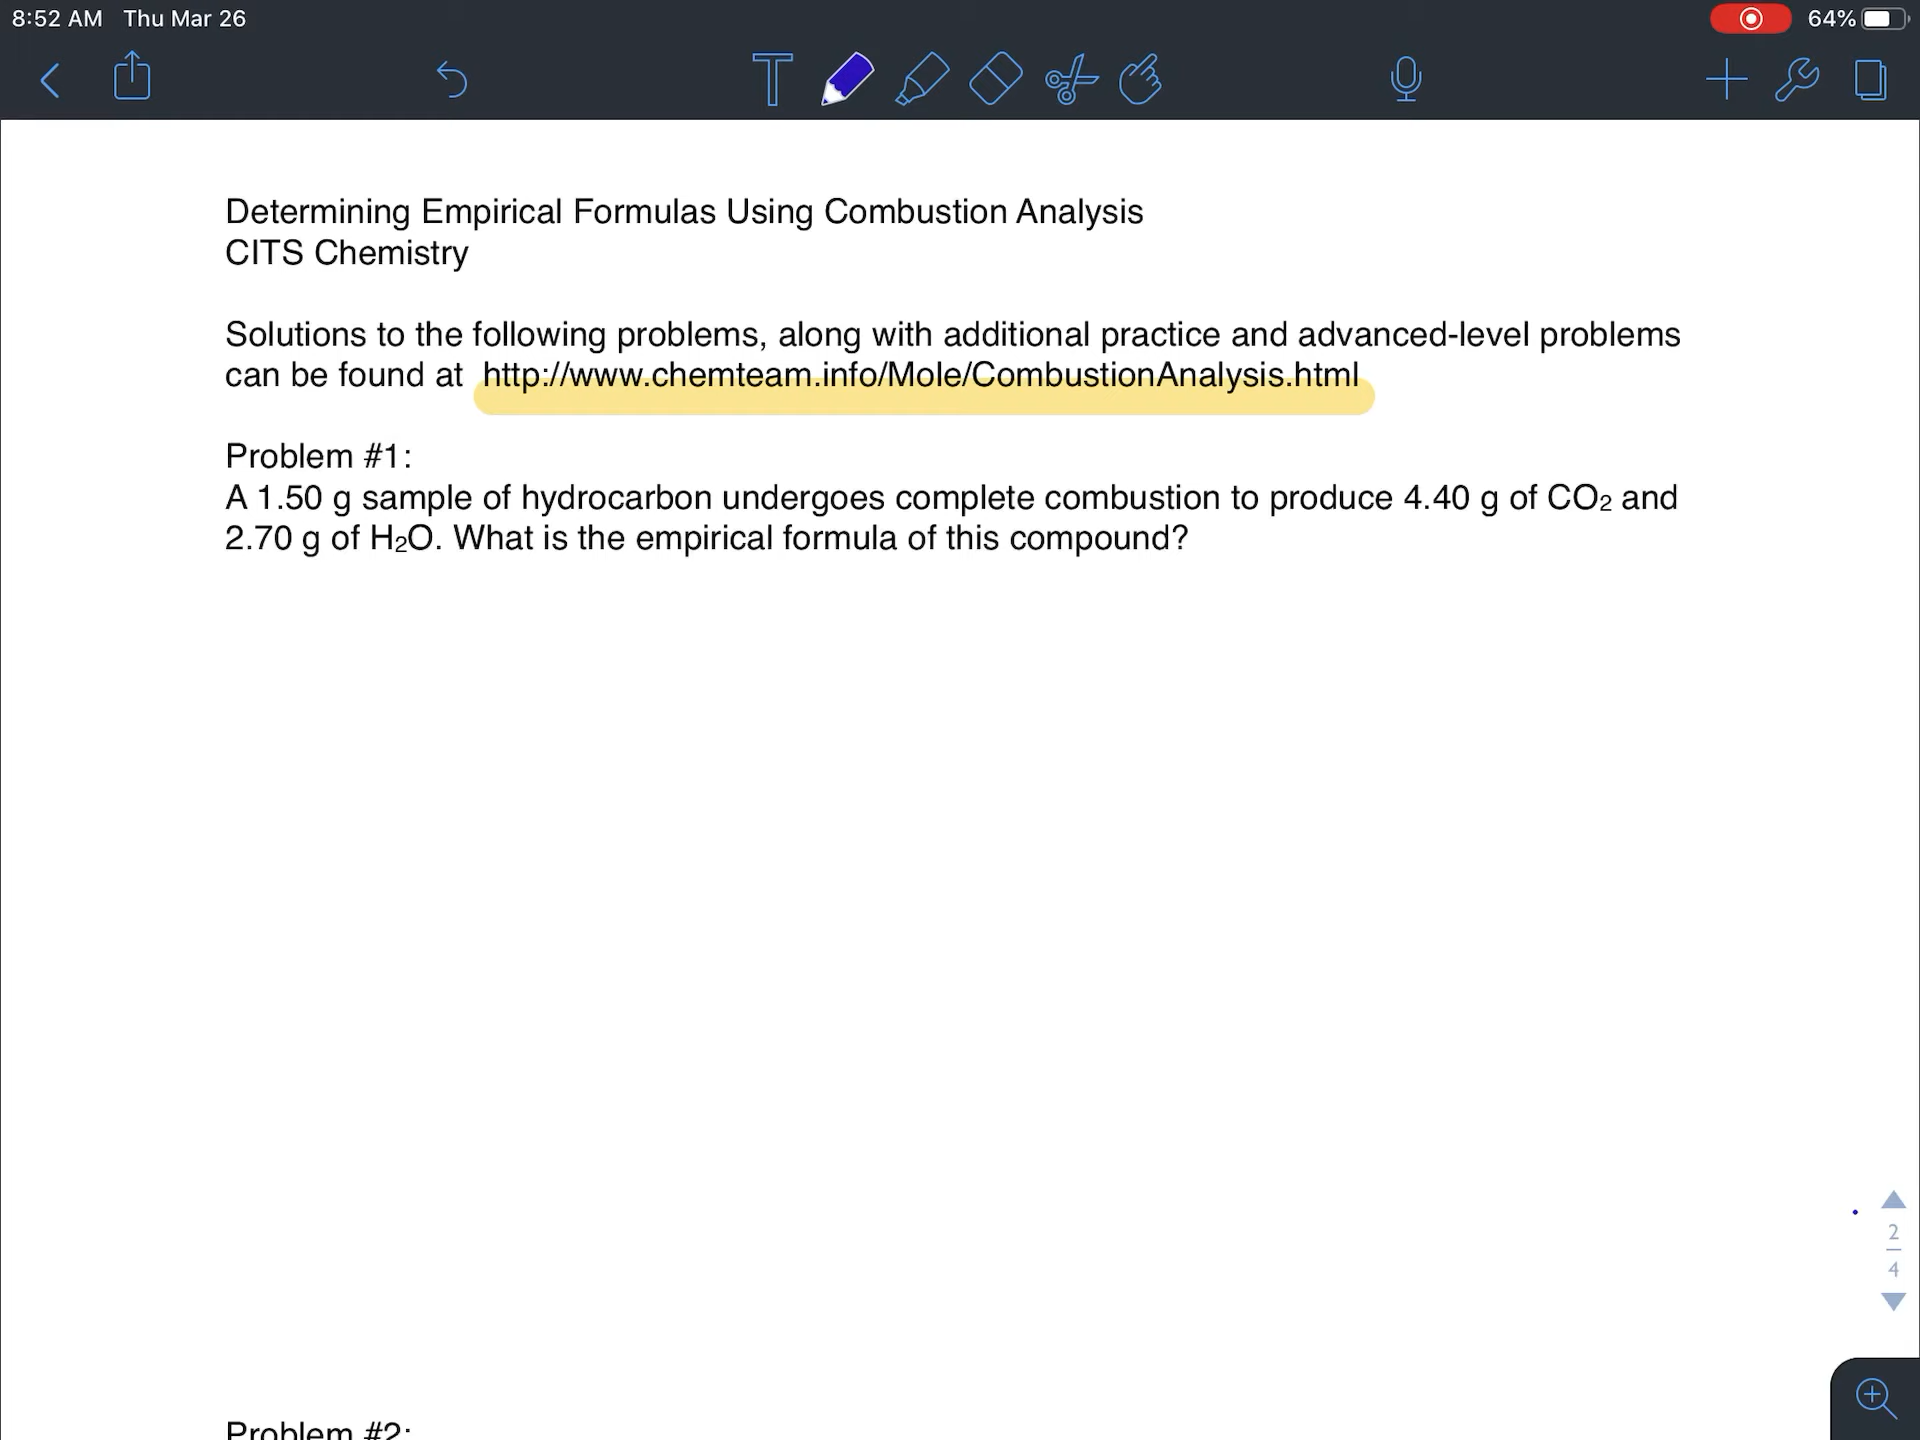 8:52 AM Thu Mar 26
64%
Determining Empirical Formulas Using Combustion Analysis
CITS Chemistry
Solutions to the following problems, along with additional practice and advanced-level problems
can be found at http://www.chemteam.info/Mole/CombustionAnalysis.html
Problem #1:
A 1.50 g sample of hydrocarbon undergoes complete combustion to produce 4.40 g of CO₂ and
2.70 g of H₂O. What is the empirical formula of this compound?
2
4
Problem #2: